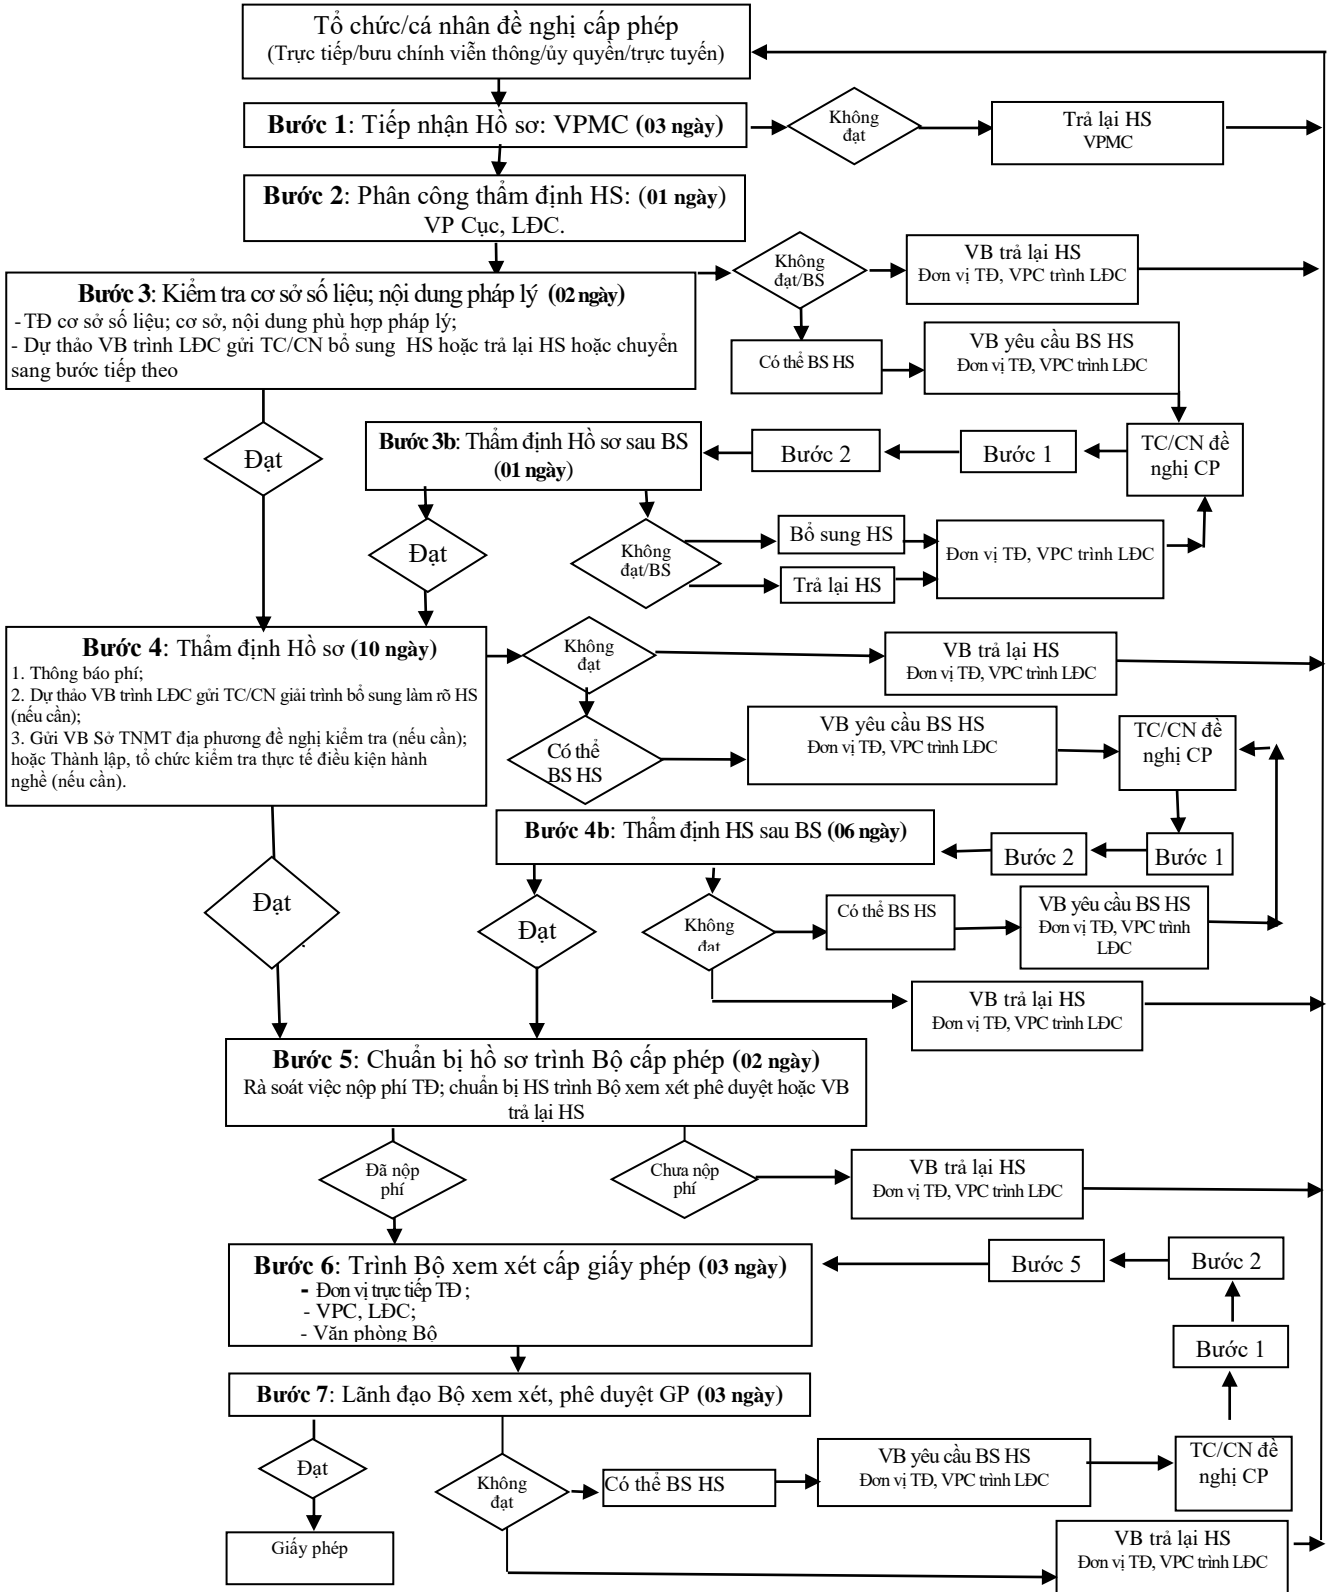 Tổ chức/cá nhân đề nghị cấp phép
(Trực tiếp/bưu chính viễn thông/ủy quyền/trực tuyến)
Bước 1: Tiếp nhận Hồ sơ: VPMC (03 ngày)
Không
đạt
Trả lại HS
VPMC
Bước 2: Phân công thẩm định HS: (01 ngày)
VP Cục, LĐC.
Không
đạt/BS
VB trả lại HS
Đơn vị TĐ, VPC trình LĐC
Bước 3: Kiểm tra cơ sở số liệu; nội dung pháp lý (02 ngày)
- TĐ cơ sở số liệu; cơ sở, nội dung phù hợp pháp lý;
- Dự thảo VB trình LĐC gửi TC/CN bổ sung HS hoặc trả lại HS hoặc chuyển
sang bước tiếp theo
Có thể BS HS
VB yêu cầu BS HS
Đơn vị TĐ, VPC trình LĐC
Đạt
Bước 3b: Thẩm định Hồ sơ sau BS
(01 ngày)
Bước 2
Bước 1
TC/CN đề
nghị CP
Đạt
Không
đạt/BS
Bổ sung HS
Trả lại HS
Đơn vị TĐ, VPC trình LĐC
Bước 4: Thẩm định Hồ sơ (10 ngày)
1. Thông báo phí;
2. Dự thảo VB trình LĐC gửi TC/CN giải trình bổ sung làm rõ HS
(nếu cần);
3. Gửi VB Sở TNMT địa phương đề nghị kiểm tra (nếu cần);
hoặc Thành lập, tổ chức kiểm tra thực tế điều kiện hành
nghề (nếu cần).
Không
đạt
VB trả lại HS
Đơn vị TĐ, VPC trình LĐC
Có thể
BS HS
VB yêu cầu BS HS
Đơn vị TĐ, VPC trình LĐC
TC/CN đề
nghị CP
Bước 4b: Thẩm định HS sau BS (06 ngày)
Bước 2
Bước 1
Đạt
Đạt
Không
đạt
Có thể BS HS
VB yêu cầu BS HS
Đơn vị TĐ, VPC trình
LĐC
VB trả lại HS
Đơn vị TĐ, VPC trình LĐC
Bước 5: Chuẩn bị hồ sơ trình Bộ cấp phép (02 ngày)
Rà soát việc nộp phí TĐ; chuẩn bị HS trình Bộ xem xét phê duyệt hoặc VB
trả lại HS
Đã nộp
phí
Chưa nộp
phí
VB trả lại HS
Đơn vị TĐ, VPC trình LĐC
Bước 6: Trình Bộ xem xét cấp giấy phép (03 ngày)
- Đơn vị trực tiếp TĐ;
- VPC, LĐC;
- Văn phòng Bộ
Bước 5
Bước 2
Bước 1
Bước 7: Lãnh đạo Bộ xem xét, phê duyệt GP (03 ngày)
Đạt
Không
đạt
Có thể BS HS
VB yêu cầu BS HS
Đơn vị TĐ, VPC trình LĐC
TC/CN đề
nghị CP
Giấy phép
VB trả lại HS
Đơn vị TĐ, VPC trình LĐC